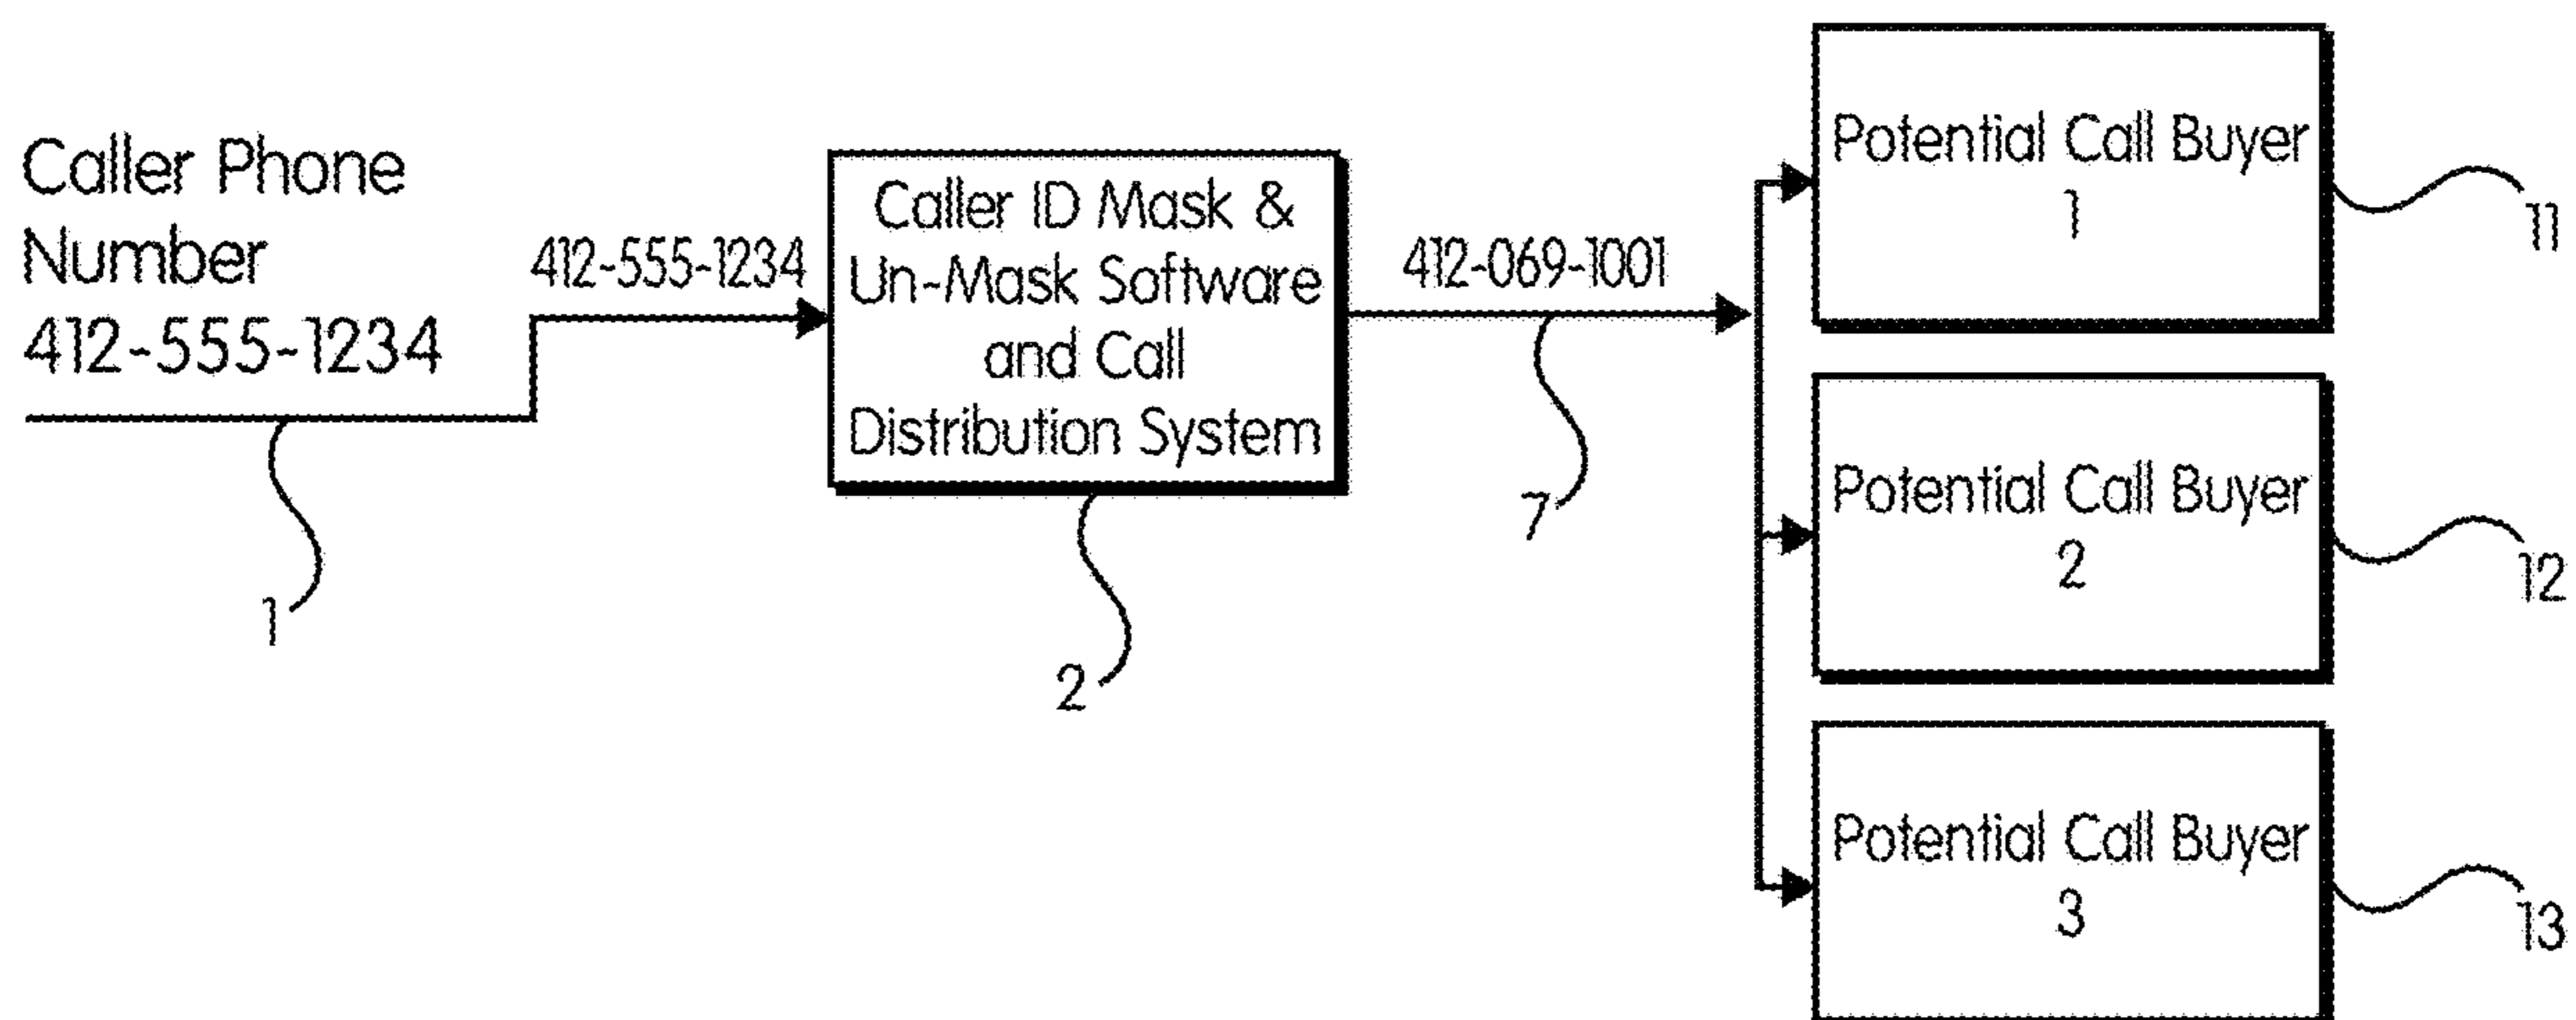 Caller Phone
Number
412-555-1234
1
412-555-1234
Caller ID Mask &
Un-Mask Software
and Call
Distribution System
2
412-069-1001
7
Potential Call Buyer
1
11
Potential Call Buyer
2
12
Potential Call Buyer
3
13